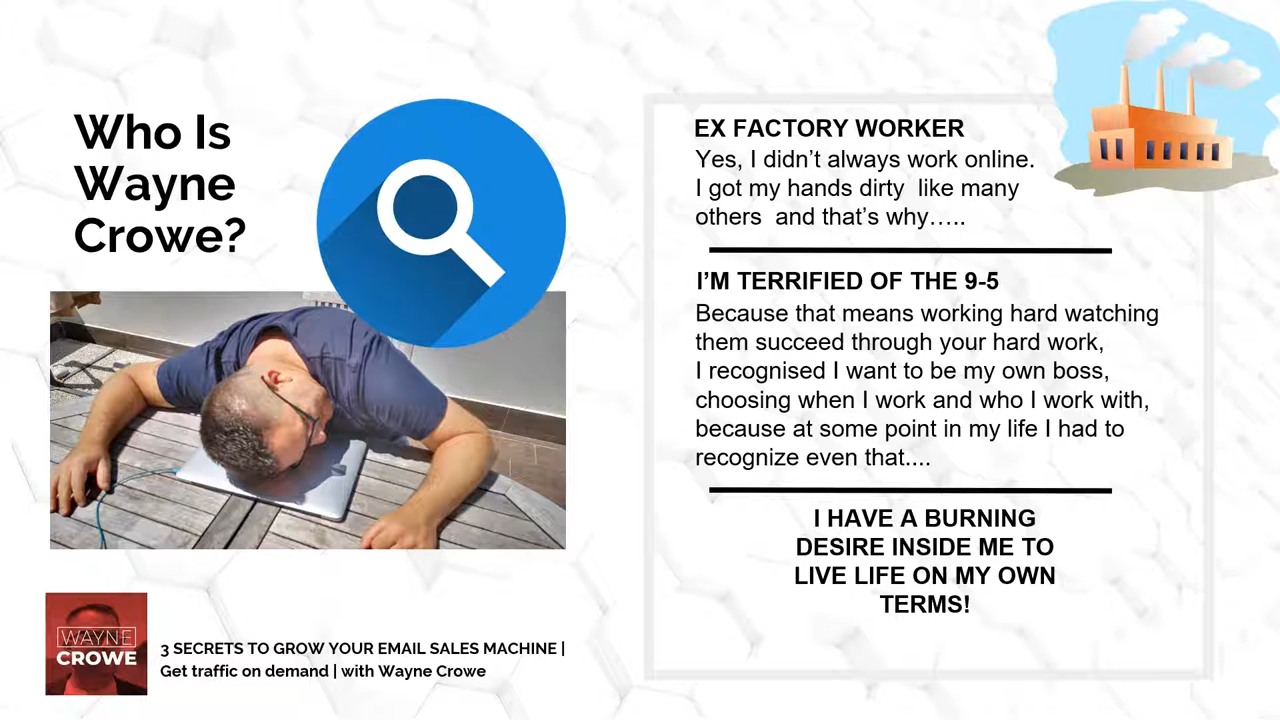 Who Is
Wayne
Crowe?
EX FACTORY WORKER
Yes, I didn’t always work online.
I got my hands dirty  like many
others  and that’s why…..
I’M TERRIFIED OF THE 9-5
Because that means working hard watching
them succeed through your hard work,
I recognised I want to be my own boss,
choosing when I work and who I work with,
because at some point in my life I had to
recognize even that....
I HAVE A BURNING
DESIRE INSIDE ME TO
LIVE LIFE ON MY OWN
TERMS!
WAYNE
CROWE
3 SECRETS TO GROW YOUR EMAIL SALES MACHINE |
Get traffic on demand | with Wayne Crowe